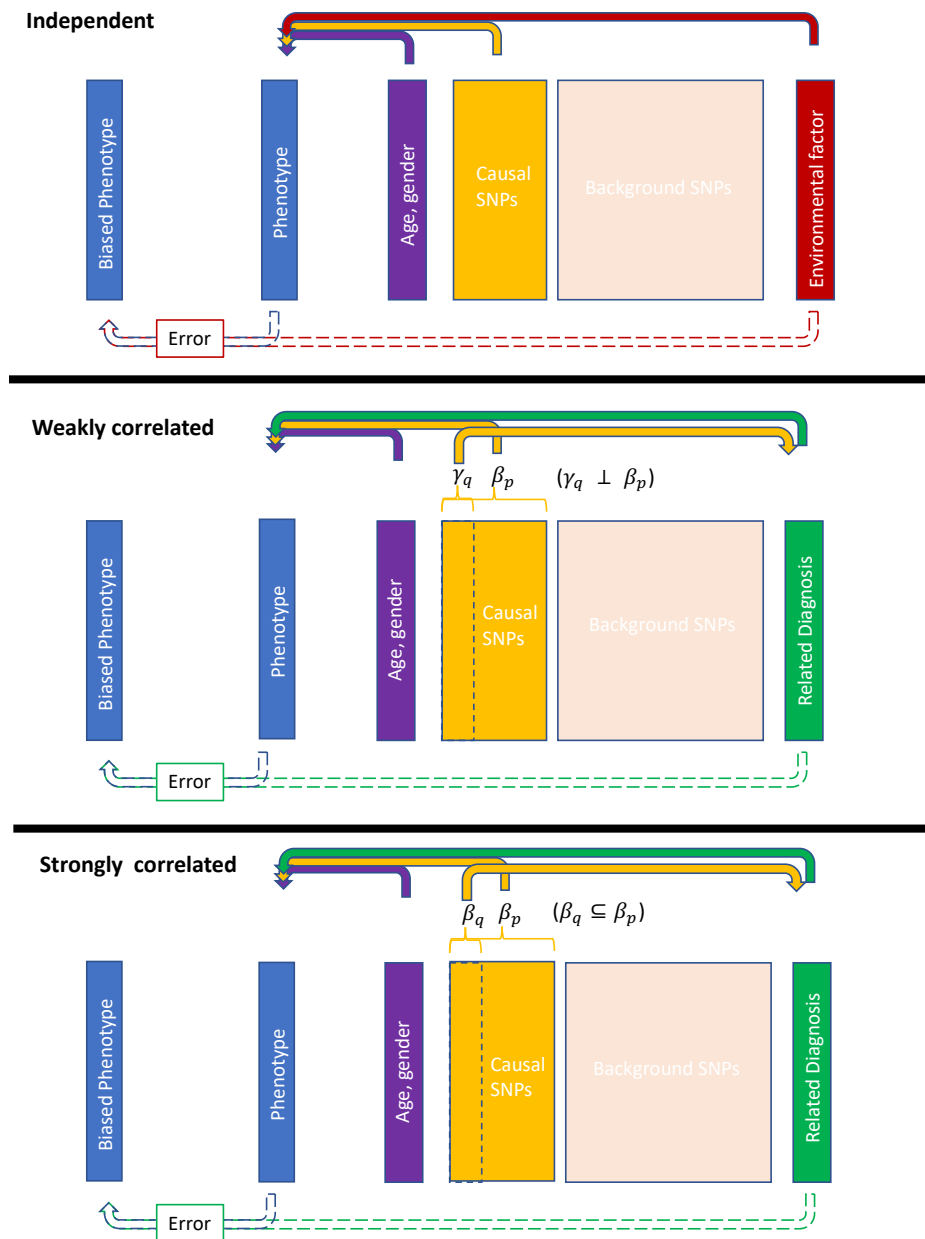 Independent
Biased Phenotype
Phenotype
Age, gender
Causal
SNPs
Background SNPs
Environmental factor
Error
Weakly correlated
γ_q β_p (γ_q ⊥ β_p)
Biased Phenotype
Phenotype
Age, gender
Causal
SNPs
Background SNPs
Related Diagnosis
Error
Strongly correlated
β_q β_p (β_q ⊆ β_p)
Biased Phenotype
Phenotype
Age, gender
Causal
SNPs
Background SNPs
Related Diagnosis
Error